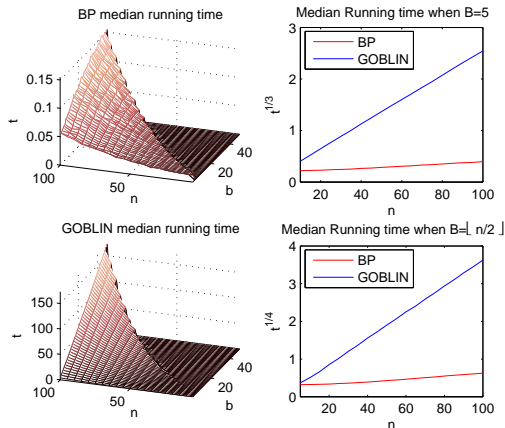 BP median running time
0.15
0.1
0.05
0
t
100
50
n
20
40
b
Median Running time when B=5
BP
GOBLIN
3
2
1
0
t^{1/3}
20
40
60
80
100
n
GOBLIN median running time
150
100
50
0
t
100
50
n
20
40
b
Median Running time when B=⌊ n/2 ⌋
BP
GOBLIN
4
3
2
1
0
t^{1/4}
20
40
60
80
100
n